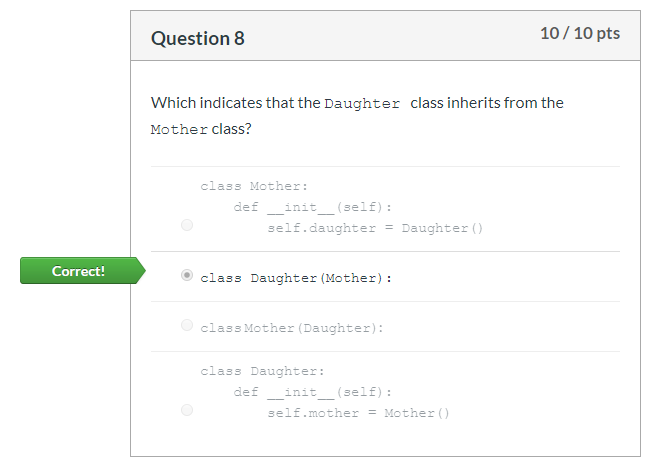 Question 8
10 / 10 pts
Which indicates that the Daughter class inherits from the
Mother class?
class Mother:
def __init__(self):
self.daughter = Daughter()
Correct!
class Daughter(Mother):
class Mother(Daughter):
class Daughter:
def __init__(self):
self.mother = Mother()